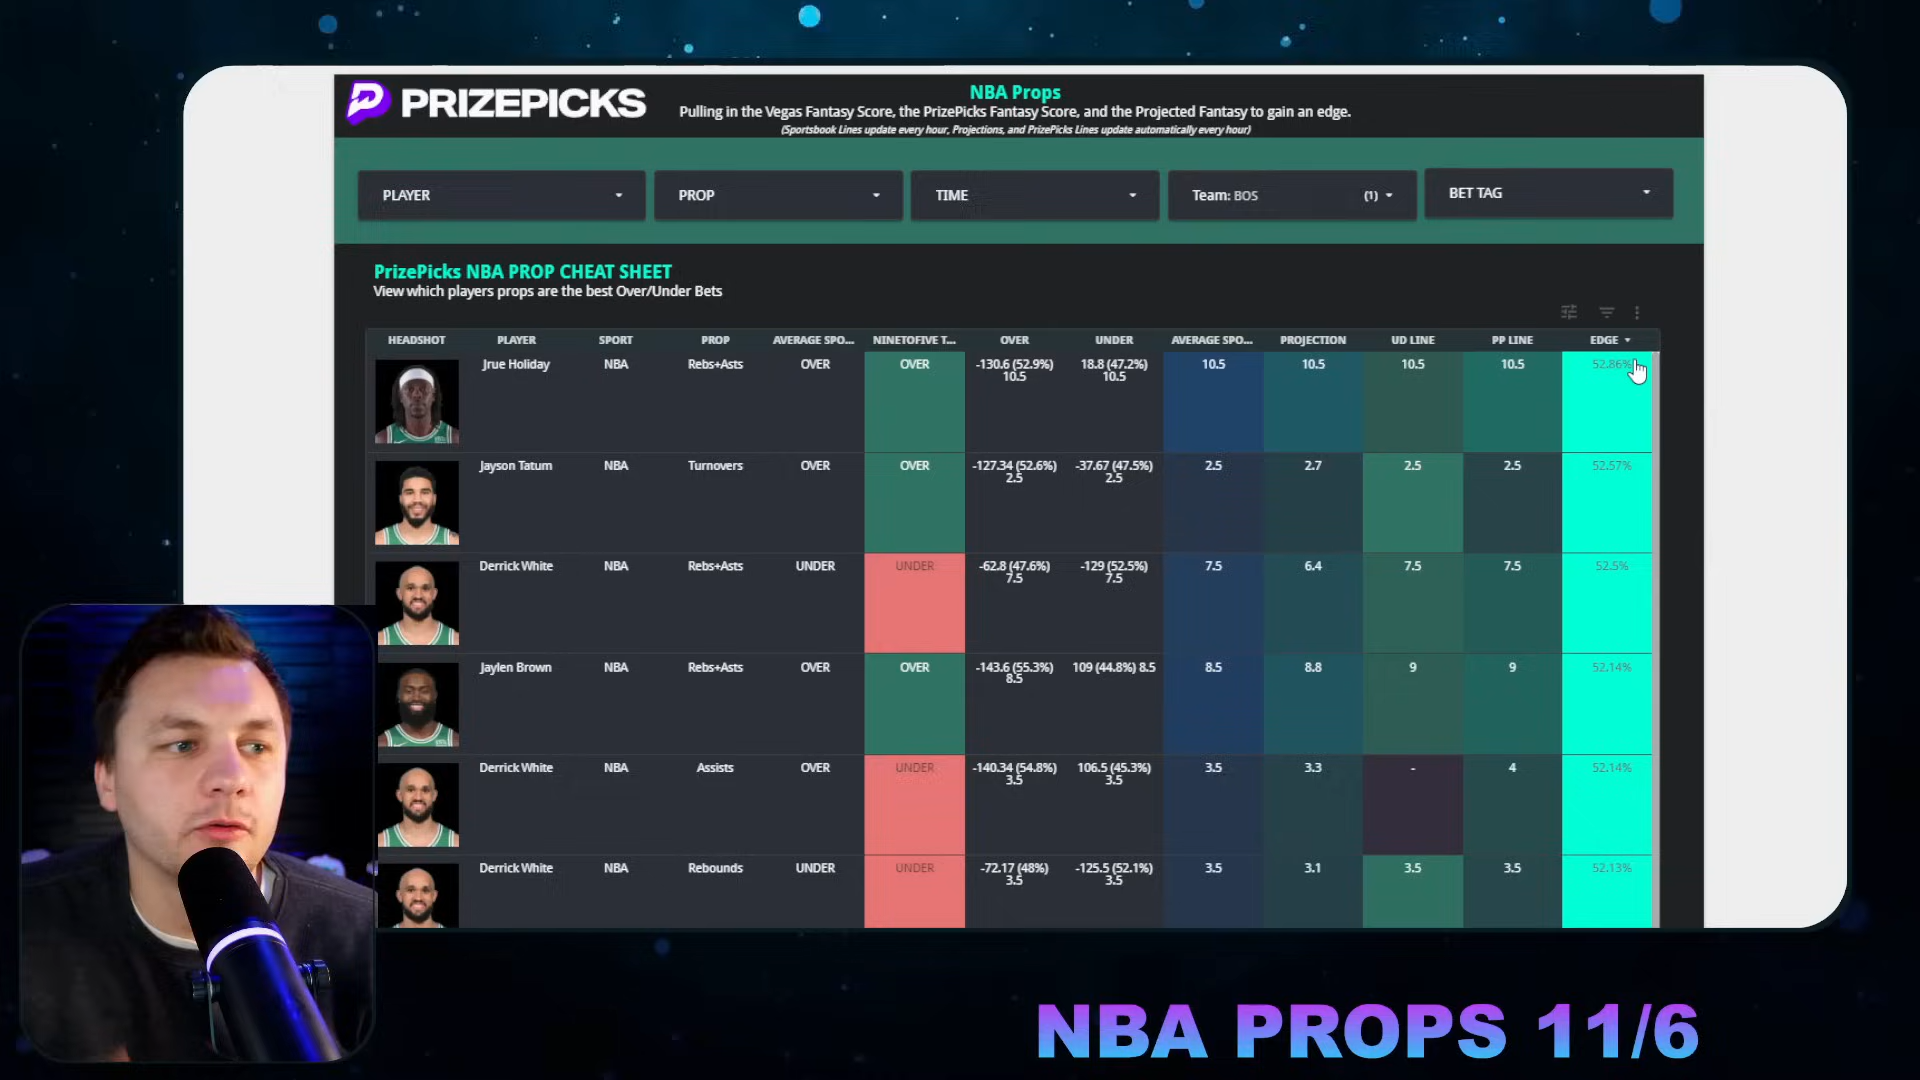 PRIZEPICKS
NBA Props
Pulling in the Vegas Fantasy Score, the PrizePicks Fantasy Score, and the Projected Fantasy to gain an edge.
(Sportsbook Lines update every hour, Projections, and PrizePicks Lines update automatically every hour)
PLAYER PROP TIME Team: BOS (1) BET TAG
PrizePicks NBA PROP CHEAT SHEET
View which players props are the best Over/Under Bets
HEADSHOT PLAYER SPORT PROP AVERAGE SPO... NINETOFIVE T... OVER UNDER AVERAGE SPO... PROJECTION UD LINE PP LINE EDGE
Jrue Holiday NBA Rebs+Asts OVER OVER -130.6 (52.9%) 18.8 (47.2%) 10.5 10.5 10.5 10.5 52.86%
10.5 10.5
Jayson Tatum NBA Turnovers OVER OVER -127.34 (52.6%) -37.67 (47.5%) 2.5 2.7 2.5 2.5 52.57%
2.5 2.5
Derrick White NBA Rebs+Asts UNDER UNDER -62.8 (47.6%) -129 (52.5%) 7.5 6.4 7.5 7.5 52.5%
7.5 7.5
Jaylen Brown NBA Rebs+Asts OVER OVER -143.6 (55.3%) 109 (44.8%) 8.5 8.5 8.8 9 9 52.14%
8.5
Derrick White NBA Assists OVER UNDER -140.34 (54.8%) 106.5 (45.3%) 3.5 3.3 - 4 52.14%
3.5 3.5
Derrick White NBA Rebounds UNDER UNDER -72.17 (48%) -125.5 (52.1%) 3.5 3.1 3.5 3.5 52.13%
3.5 3.5
NBA PROPS 11/6